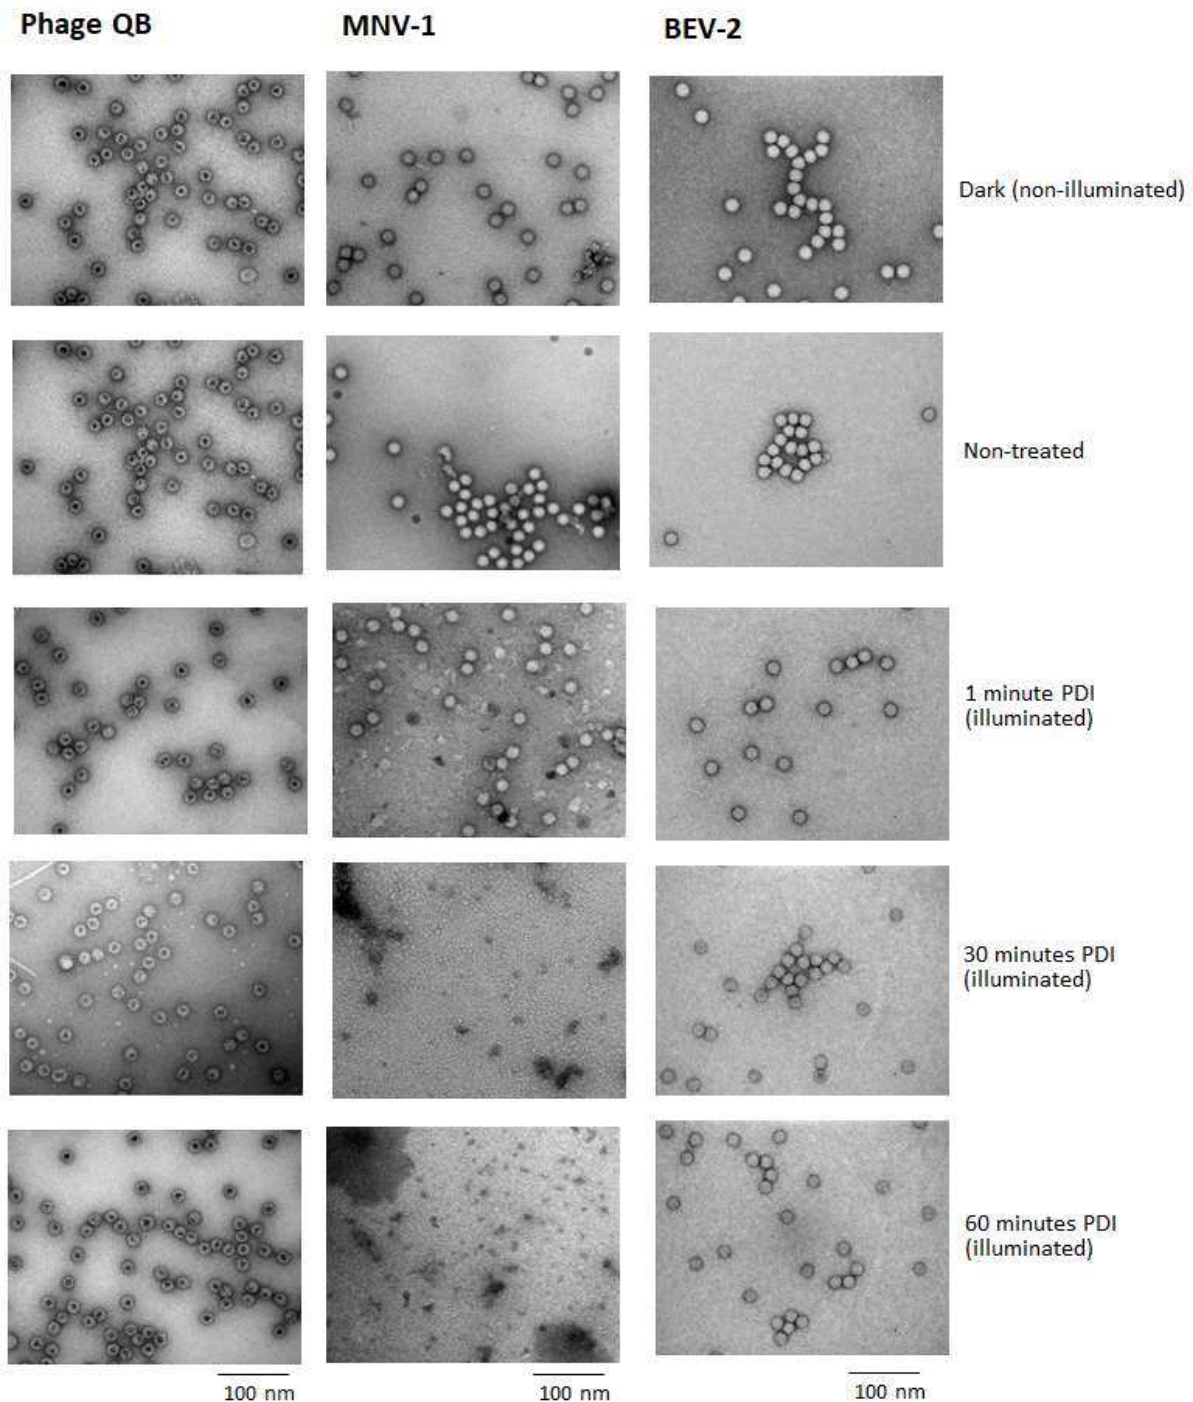 Phage QB
MNV-1
BEV-2
Dark (non-illuminated)
Non-treated
1 minute PDI
(illuminated)
30 minutes PDI
(illuminated)
60 minutes PDI
(illuminated)
100 nm
100 nm
100 nm